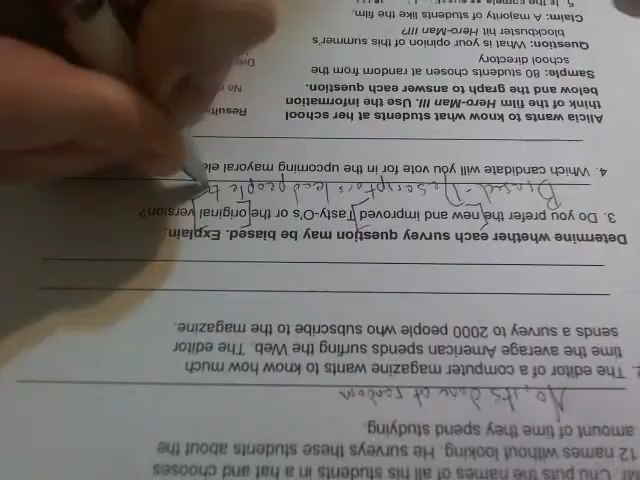 Mr. Chu puts the names of all his students in a hat and chooses
12 names without looking. He surveys these students about the
amount of time they spend studying.
No, its done at random
2. The editor of a computer magazine wants to know how much
time the average American spends surfing the Web. The editor
sends a survey to 2000 people who subscribe to the magazine.
Determine whether each survey question may be biased. Explain.
3. Do you prefer the new and improved Tasty-O's or the original version?
Biased - Descriptors lead people t
4. Which candidate will you vote for in the upcoming mayoral ele
Alicia wants to know what students at her school
think of the film Hero-Man III. Use the information
below and the graph to answer each question.
Sample: 80 students chosen at random from the
school directory
Question: What is your opinion of this summer's
blockbuster hit Hero-Man III?
Claim: A majority of students like the film.
Result
No
5. Is the sample